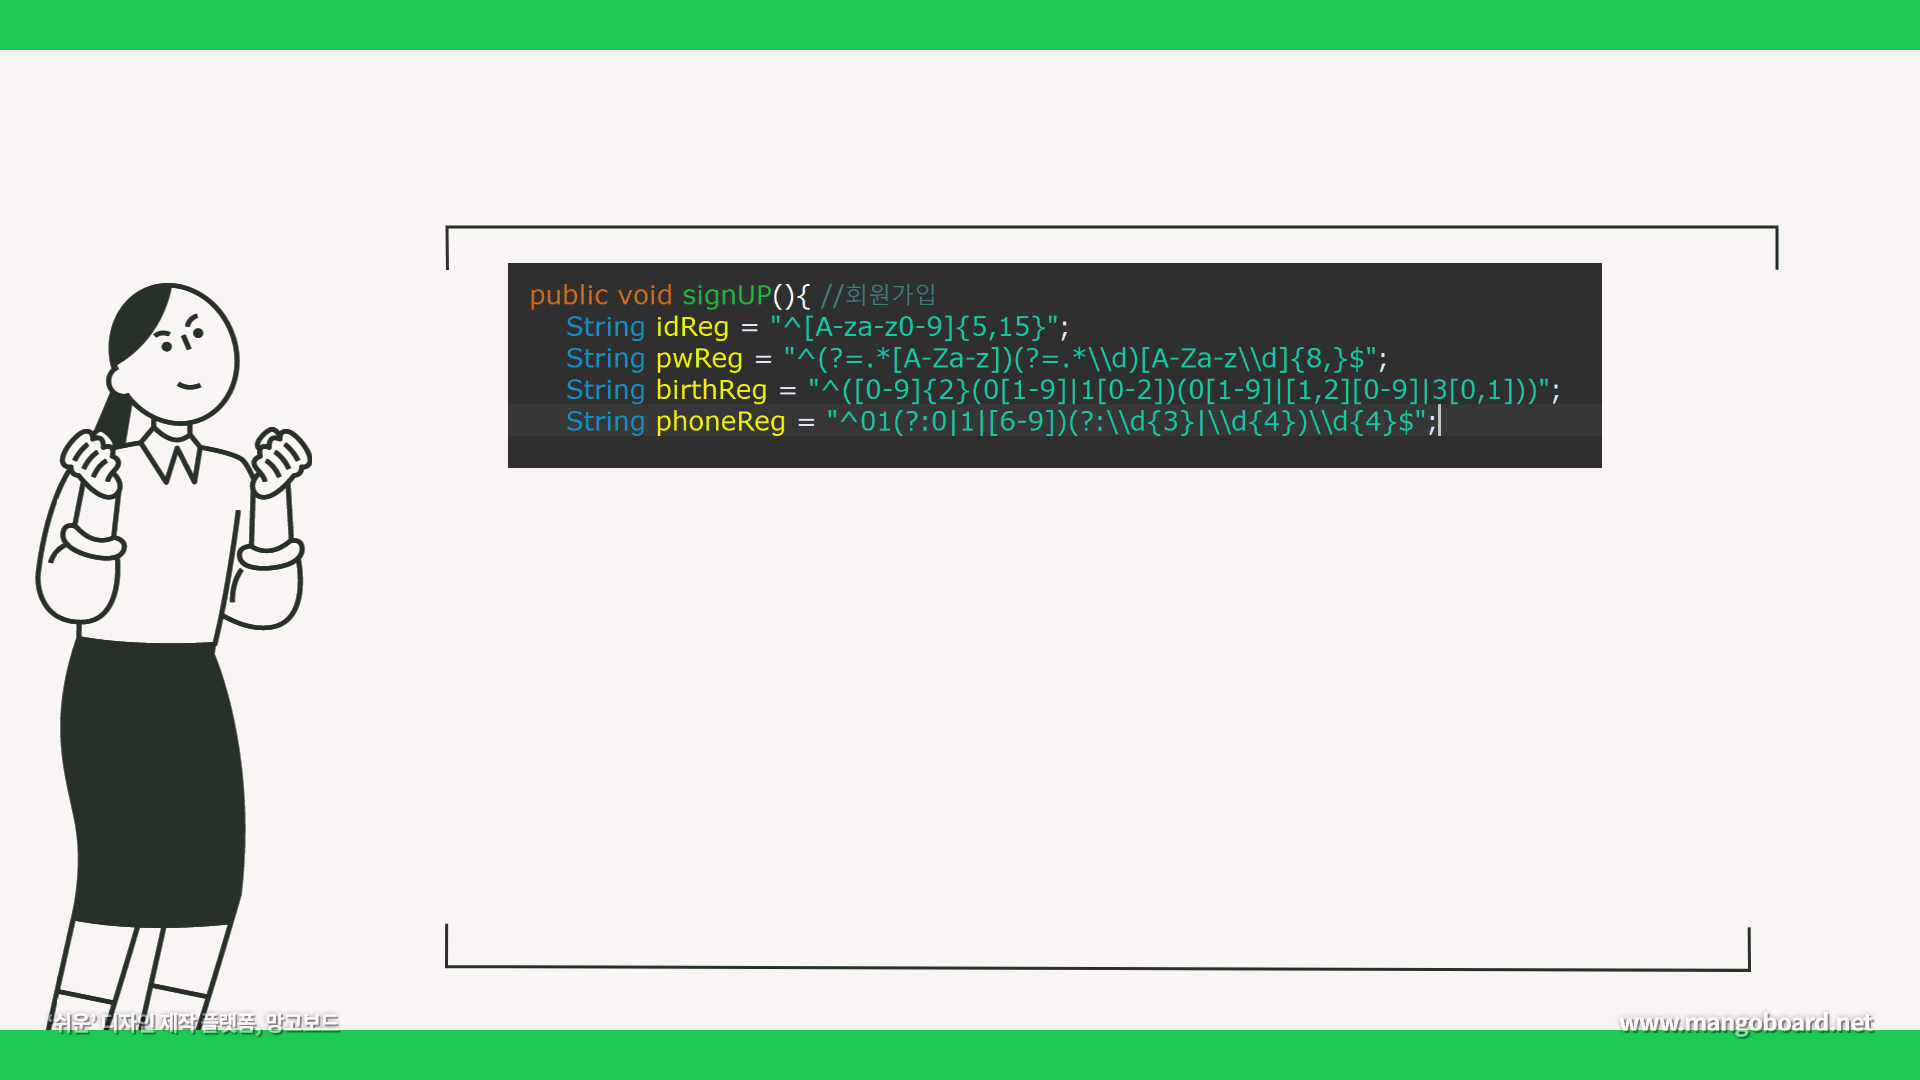 public void signUP(){ //회원가입
String idReg = "^[A-za-z0-9]{5,15}";
String pwReg = "^(?=.*[A-Za-z])(?=.*\\d)[A-Za-z\\d]{8,}$";
String birthReg = "^([0-9]{2}(0[1-9]|1[0-2])(0[1-9]|[1,2][0-9]|3[0,1]))";
String phoneReg = "^01(?:0|1|[6-9])(?:\\d{3}|\\d{4})\\d{4}$";
'쉬운' 디자인 제작 플랫폼, 망고보드
www.mangoboard.net